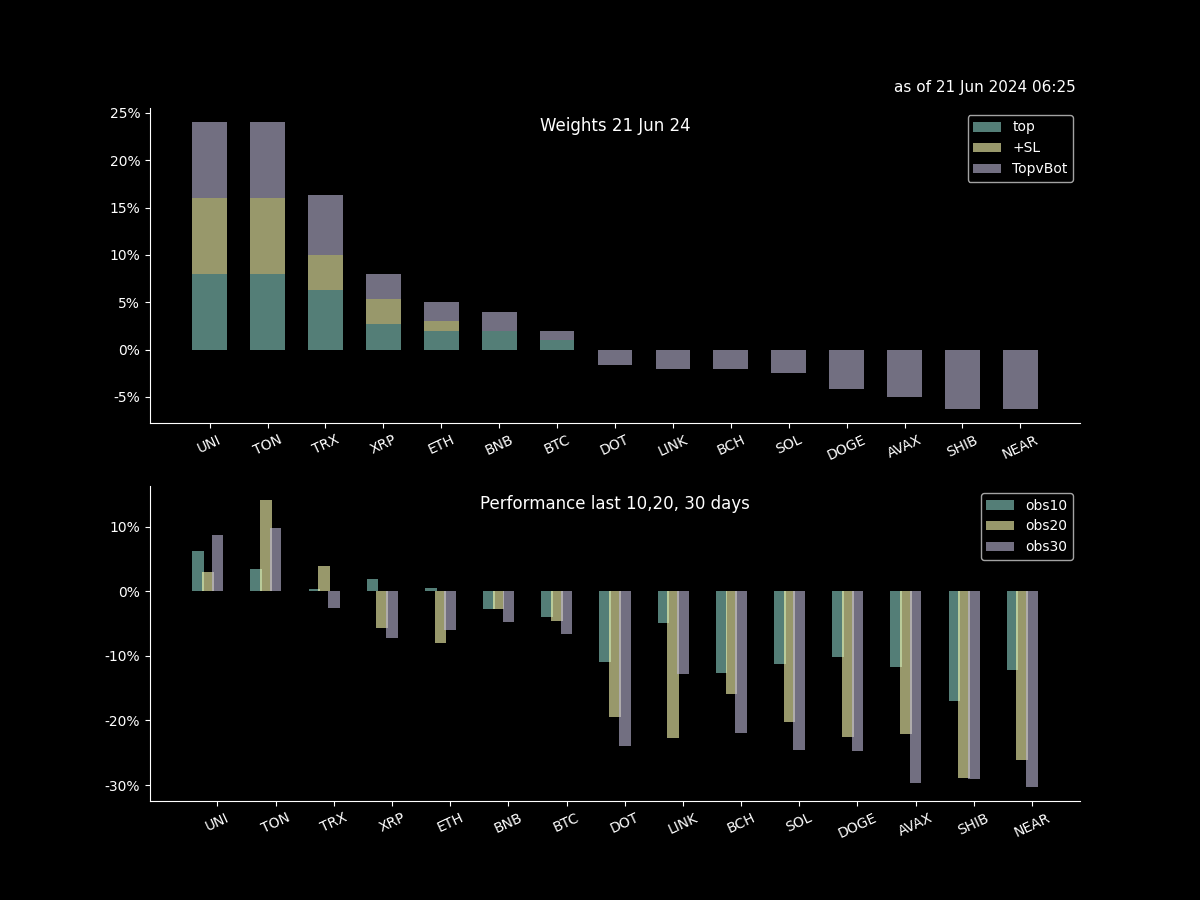 as of 21 Jun 2024 06:25
Weights 21 Jun 24
top
+SL
TopvBot
25%
20%
15%
10%
5%
0%
-5%
UNI TON TRX XRP ETH BNB BTC DOT LINK BCH SOL DOGE AVAX SHIB NEAR
Performance last 10,20, 30 days
obs10
obs20
obs30
10%
0%
-10%
-20%
-30%
UNI TON TRX XRP ETH BNB BTC DOT LINK BCH SOL DOGE AVAX SHIB NEAR